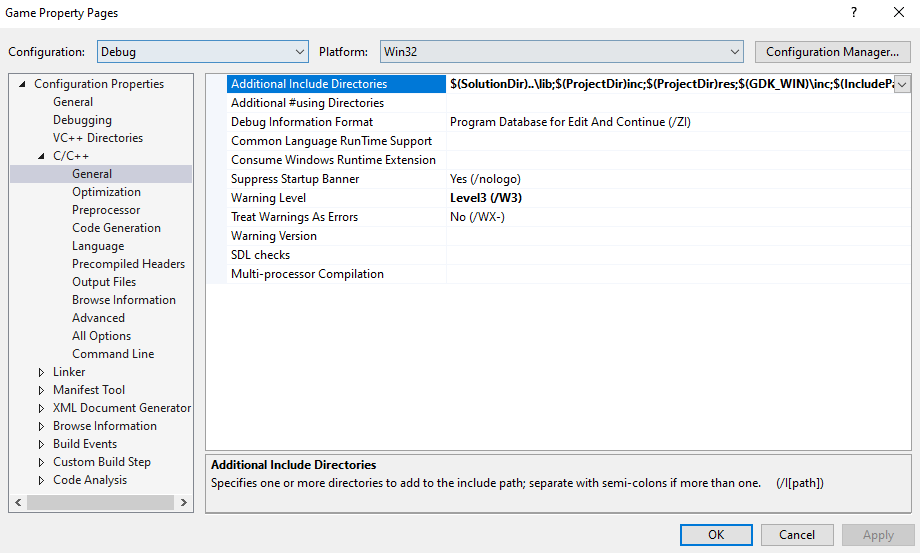 Game Property Pages
?
Configuration: Debug Platform: Win32 Configuration Manager...
Configuration Properties
General
Debugging
VC++ Directories
C/C++
General
Optimization
Preprocessor
Code Generation
Language
Precompiled Headers
Output Files
Browse Information
Advanced
All Options
Command Line
Linker
Manifest Tool
XML Document Generator
Browse Information
Build Events
Custom Build Step
Code Analysis
Additional Include Directories $(SolutionDir)..\lib;$(ProjectDir)inc;$(ProjectDir)res;$(GDK_WIN)\inc;$(IncludePa
Additional #using Directories
Debug Information Format Program Database for Edit And Continue (/ZI)
Common Language RunTime Support
Consume Windows Runtime Extension
Suppress Startup Banner Yes (/nologo)
Warning Level Level3 (/W3)
Treat Warnings As Errors No (/WX-)
Warning Version
SDL checks
Multi-processor Compilation
Additional Include Directories
Specifies one or more directories to add to the include path; separate with semi-colons if more than one. (/I[path])
OK Cancel Apply